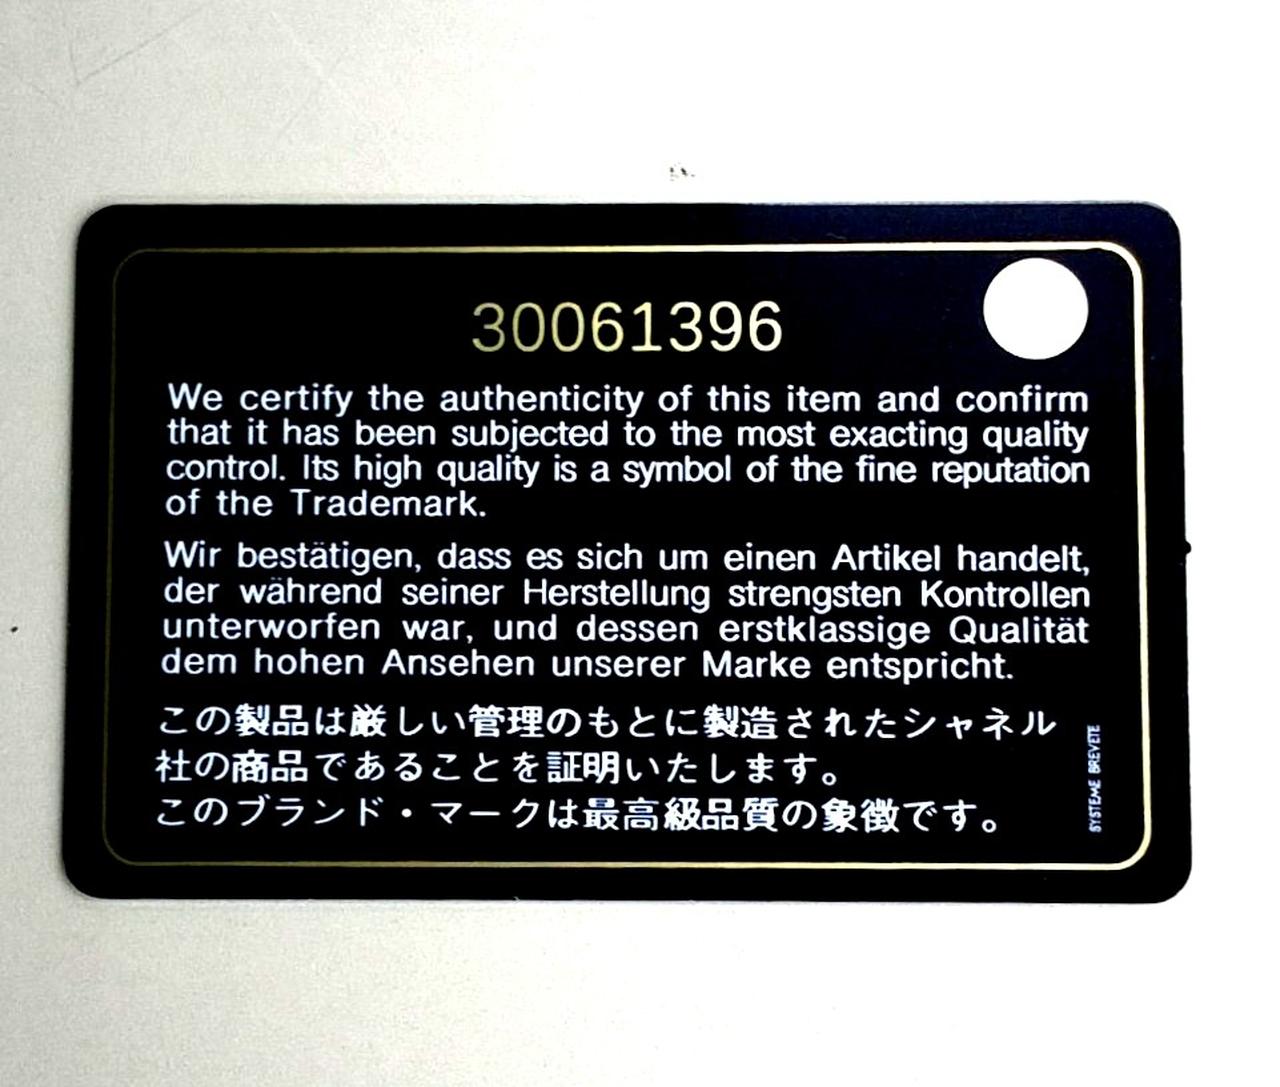 30061396
We certify the authenticity of this item and confirm
that it has been subjected to the most exacting quality
control. Its high quality is a symbol of the fine reputation
of the Trademark.
Wir bestätigen, dass es sich um einen Artikel handelt,
der während seiner Herstellung strengsten Kontrollen
unterworfen war, und dessen erstklassige Qualität
dem hohen Ansehen unserer Marke entspricht.
この製品は厳しい管理のもとに製造されたシャネル
社の商品であることを証明いたします。
このブランド・マークは最高級品質の象徴です。
SYSTEME BREVETE